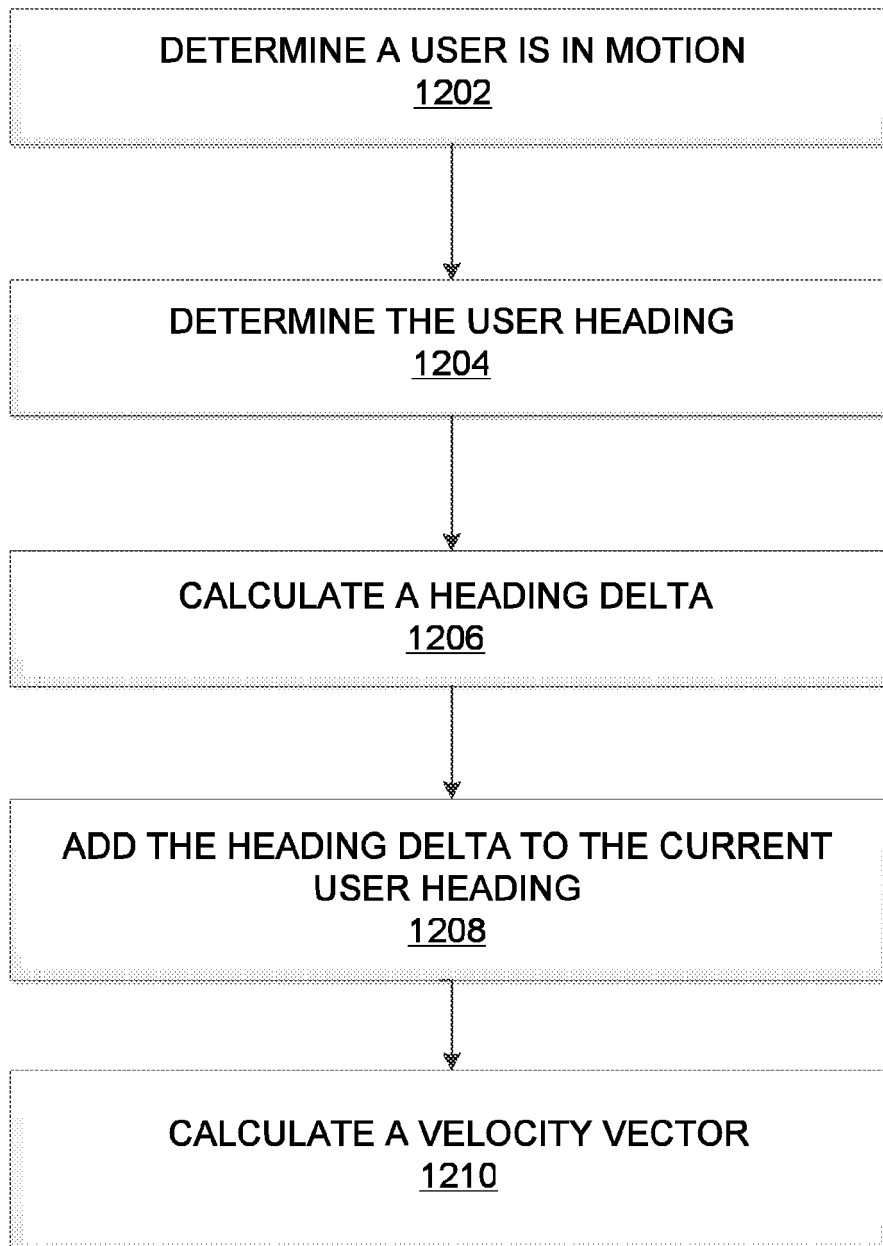 DETERMINE A USER IS IN MOTION
1202
DETERMINE THE USER HEADING
1204
CALCULATE A HEADING DELTA
1206
ADD THE HEADING DELTA TO THE CURRENT
USER HEADING
1208
CALCULATE A VELOCITY VECTOR
1210